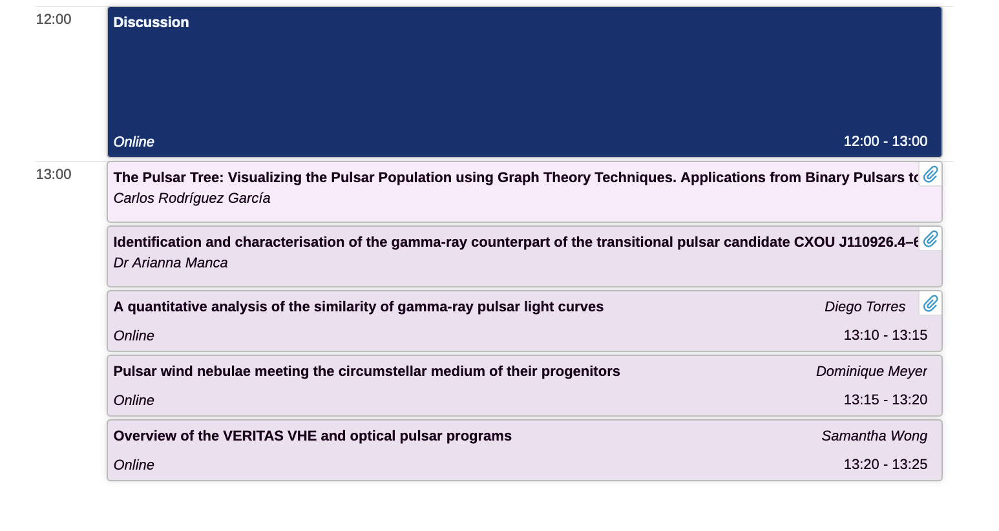 12:00
Discussion
Online 12:00 - 13:00
13:00
The Pulsar Tree: Visualizing the Pulsar Population using Graph Theory Techniques. Applications from Binary Pulsars to
Carlos Rodríguez García
Identification and characterisation of the gamma-ray counterpart of the transitional pulsar candidate CXOU J110926.4–6
Dr Arianna Manca
A quantitative analysis of the similarity of gamma-ray pulsar light curves Diego Torres
Online 13:10 - 13:15
Pulsar wind nebulae meeting the circumstellar medium of their progenitors Dominique Meyer
Online 13:15 - 13:20
Overview of the VERITAS VHE and optical pulsar programs Samantha Wong
Online 13:20 - 13:25